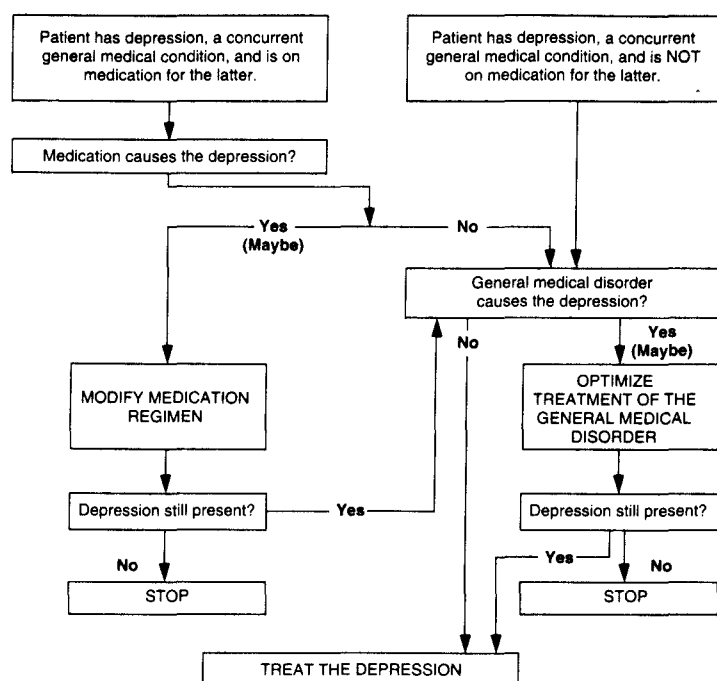 Patient has depression, a concurrent
general medical condition, and is on
medication for the latter.
Patient has depression, a concurrent
general medical condition, and is NOT
on medication for the latter.
Medication causes the depression?
Yes
(Maybe)
No
General medical disorder
causes the depression?
No
Yes
(Maybe)
MODIFY MEDICATION
REGIMEN
OPTIMIZE
TREATMENT OF THE
GENERAL MEDICAL
DISORDER
Depression still present?
Yes
Depression still present?
No
Yes
No
STOP
STOP
TREAT THE DEPRESSION